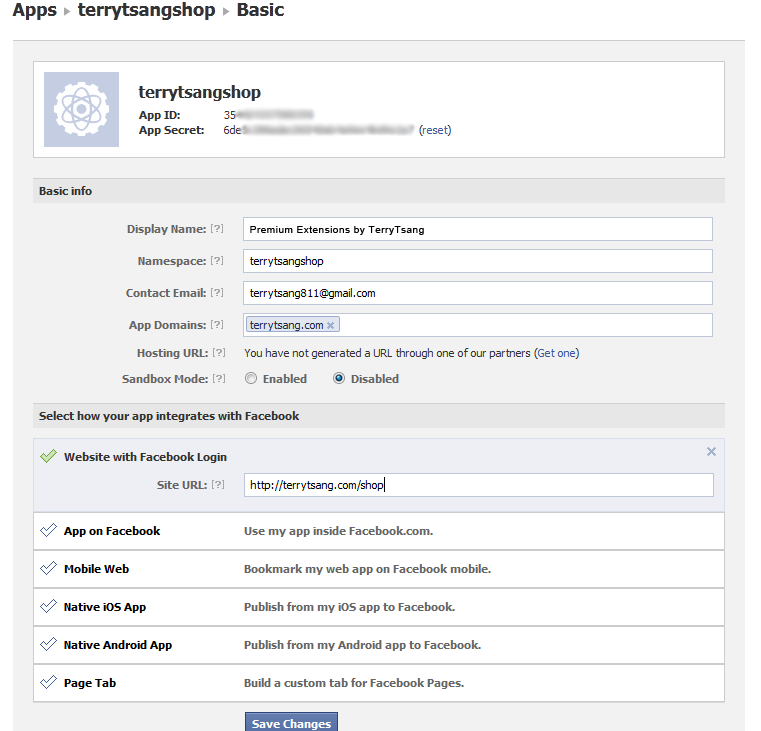 Apps ▸ terrytsangshop ▸ Basic
terrytsangshop
App ID: 35
App Secret: 6de (reset)
Basic info
Display Name: [?] Premium Extensions by TerryTsang
Namespace: [?] terrytsangshop
Contact Email: [?] terrytsang811@gmail.com
App Domains: [?] terrytsang.com ×
Hosting URL: [?] You have not generated a URL through one of our partners (Get one)
Sandbox Mode: [?] Enabled Disabled
Select how your app integrates with Facebook
Website with Facebook Login ×
Site URL: [?] http://terrytsang.com/shop
App on Facebook Use my app inside Facebook.com.
Mobile Web Bookmark my web app on Facebook mobile.
Native iOS App Publish from my iOS app to Facebook.
Native Android App Publish from my Android app to Facebook.
Page Tab Build a custom tab for Facebook Pages.
Save Changes